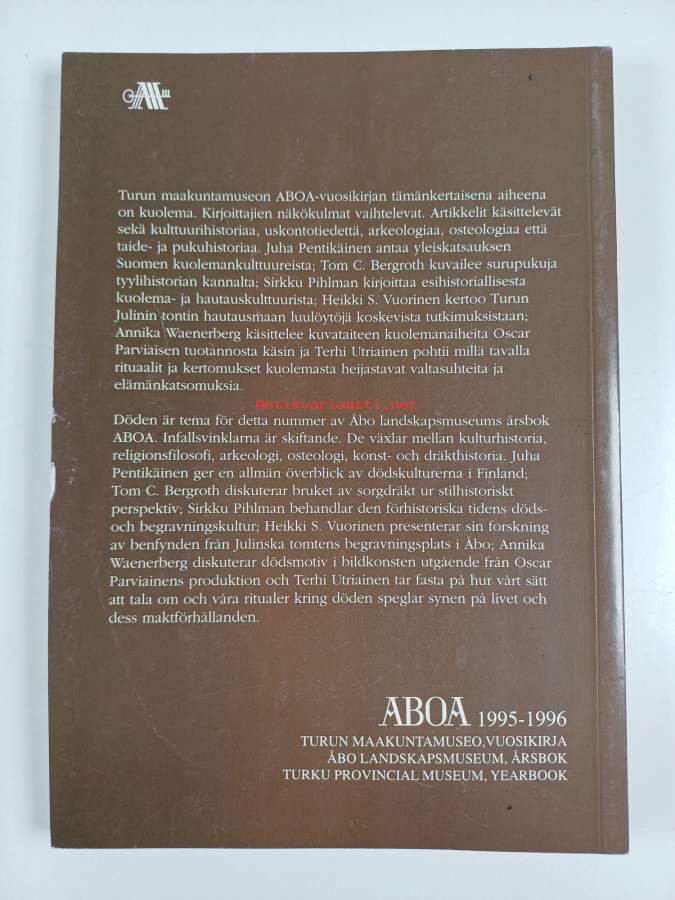 Turun maakuntamuseon ABOA-vuosikirjan tämänkertaisena aiheena
on kuolema. Kirjoittajien näkökulmat vaihtelevat. Artikkelit käsittelevät
sekä kulttuurihistoriaa, uskontotiedettä, arkeologiaa, osteologiaa että
taide- ja pukuhistoriaa. Juha Pentikäinen antaa yleiskatsauksen
Suomen kuolemankulttuureista; Tom C. Bergroth kuvailee surupukuja
tyylihistorian kannalta; Sirkku Pihlman kirjoittaa esihistoriallisesta
kuolema- ja hautauskulttuurista; Heikki S. Vuorinen kertoo Turun
Julinin tontin hautausmaan luulöytöjä koskevista tutkimuksistaan;
Annika Waenerberg käsittelee kuvataiteen kuolemanaiheita Oscar
Parviaisen tuotannosta käsin ja Terhi Utriainen pohtii millä tavalla
rituaalit ja kertomukset kuolemasta heijastavat valtasuhteita ja
elämänkatsomuksia.
Antikvariaatti.net
Döden är tema för detta nummer av Åbo landskapsmuseums årsbok
ABOA. Infallsvinklarna är skiftande. De växlar mellan kulturhistoria,
religionsfilosofi, arkeologi, osteologi, konst- och dräkthistoria. Juha
Pentikäinen ger en allmän överblick av dödskulturerna i Finland;
Tom C. Bergroth diskuterar bruket av sorgdräkt ur stilhistoriskt
perspektiv; Sirkku Pihlman behandlar den förhistoriska tidens döds-
och begravningskultur; Heikki S. Vuorinen presenterar sin forskning
av benfynden från Julinska tomtens begravningsplats i Åbo; Annika
Waenerberg diskuterar dödsmotiv i bildkonsten utgående från Oscar
Parviainens produktion och Terhi Utriainen tar fasta på hur vårt sätt
att tala om och våra ritualer kring döden speglar synen på livet och
dess maktförhållanden.
ABOA 1995-1996
TURUN MAAKUNTAMUSEO,VUOSIKIRJA
ÅBO LANDSKAPSMUSEUM, ÅRSBOK
TURKU PROVINCIAL MUSEUM, YEARBOOK